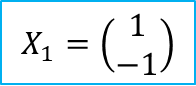 X₁ = (1
−1)